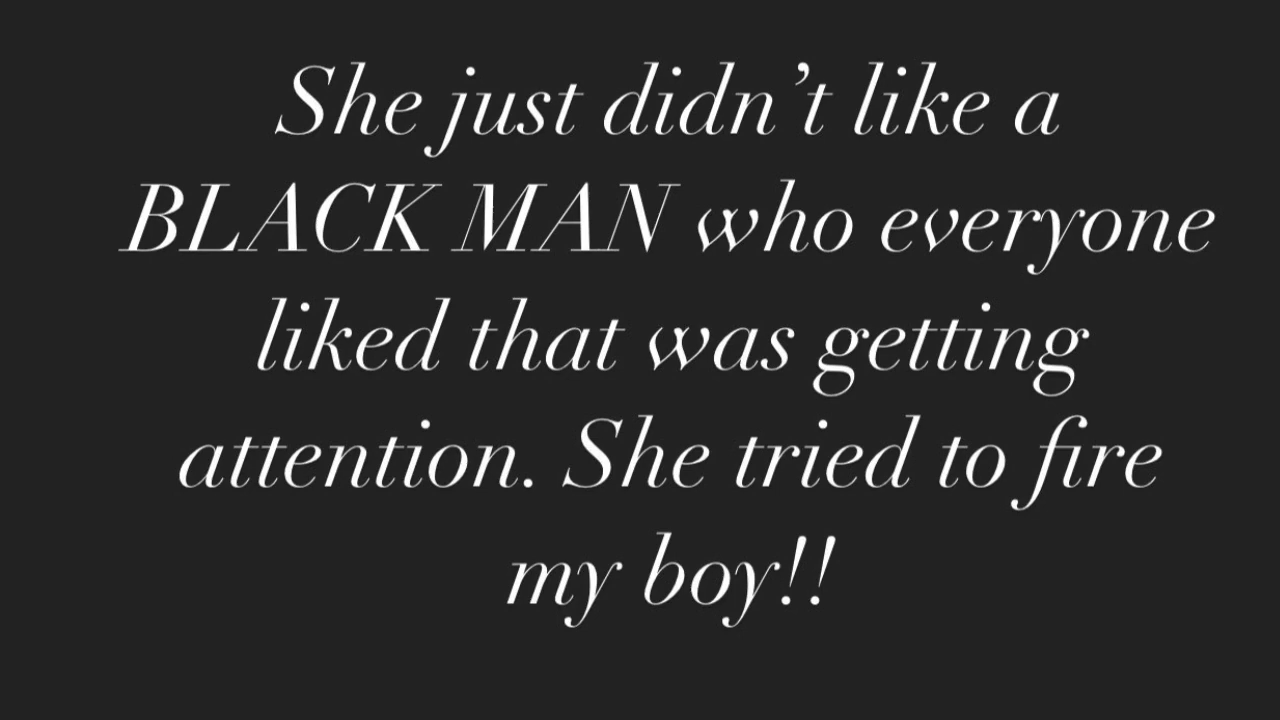 She just didn’t like a
BLACK MAN who everyone
liked that was getting
attention. She tried to fire
my boy!!